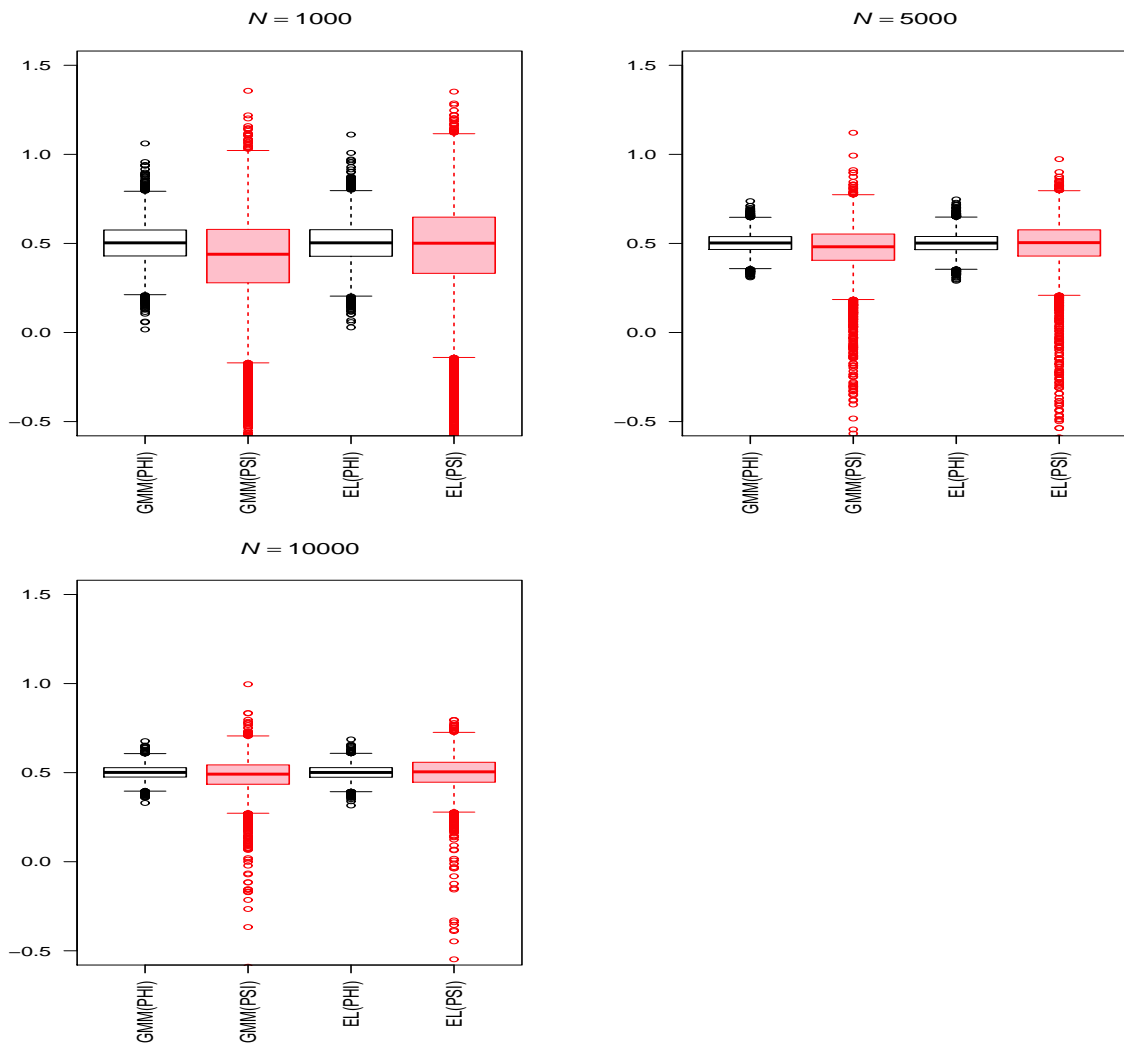 N = 1000
1.5
1.0
0.5
0.0
−0.5
GMM(PHI)
GMM(PSI)
EL(PHI)
EL(PSI)
N = 5000
1.5
1.0
0.5
0.0
−0.5
GMM(PHI)
GMM(PSI)
EL(PHI)
EL(PSI)
N = 10000
1.5
1.0
0.5
0.0
−0.5
GMM(PHI)
GMM(PSI)
EL(PHI)
EL(PSI)